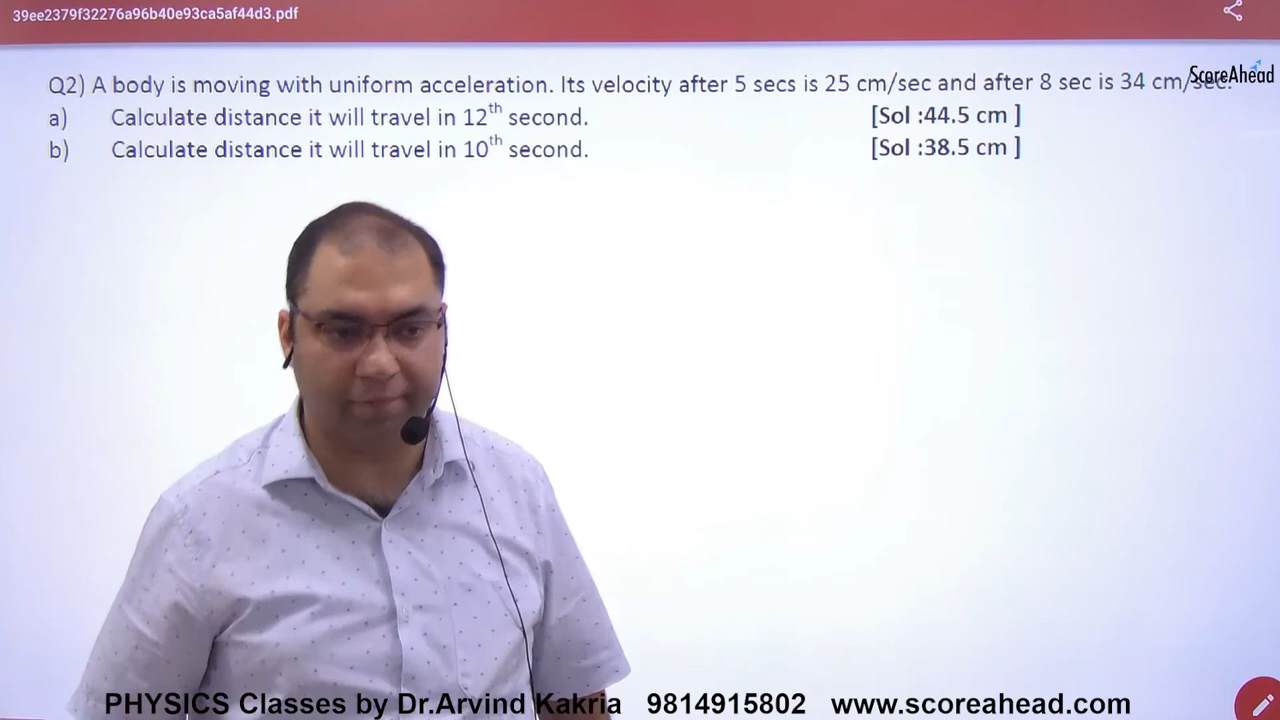 39ee2379f32276a96b40e93ca5af44d3.pdf
ScoreAhead
Q2) A body is moving with uniform acceleration. Its velocity after 5 secs is 25 cm/sec and after 8 sec is 34 cm/sec.
a) Calculate distance it will travel in 12th second. [Sol :44.5 cm ]
b) Calculate distance it will travel in 10th second. [Sol :38.5 cm ]
PHYSICS Classes by Dr.Arvind Kakria 9814915802 www.scoreahead.com